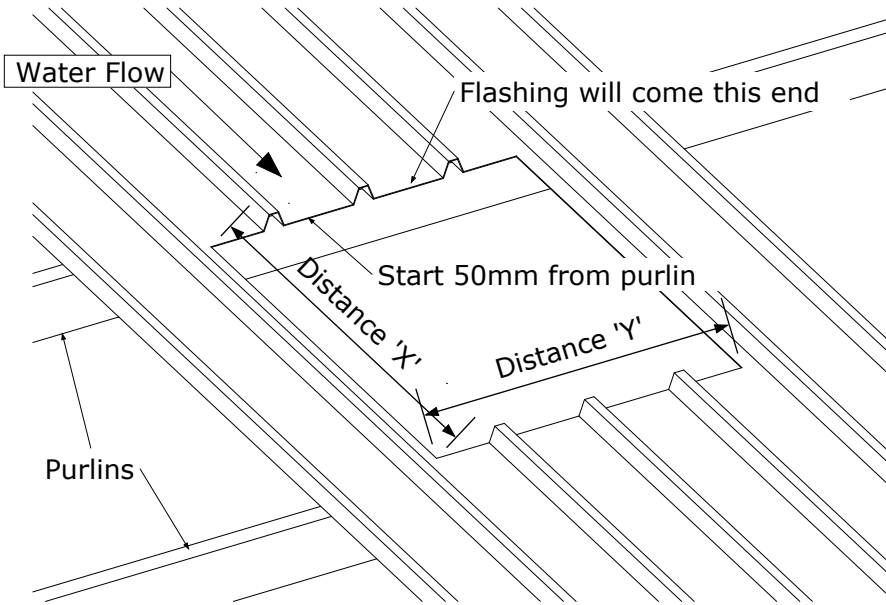 Water Flow
Flashing will come this end
Start 50mm from purlin
Distance 'X'
Distance 'Y'
Purlins